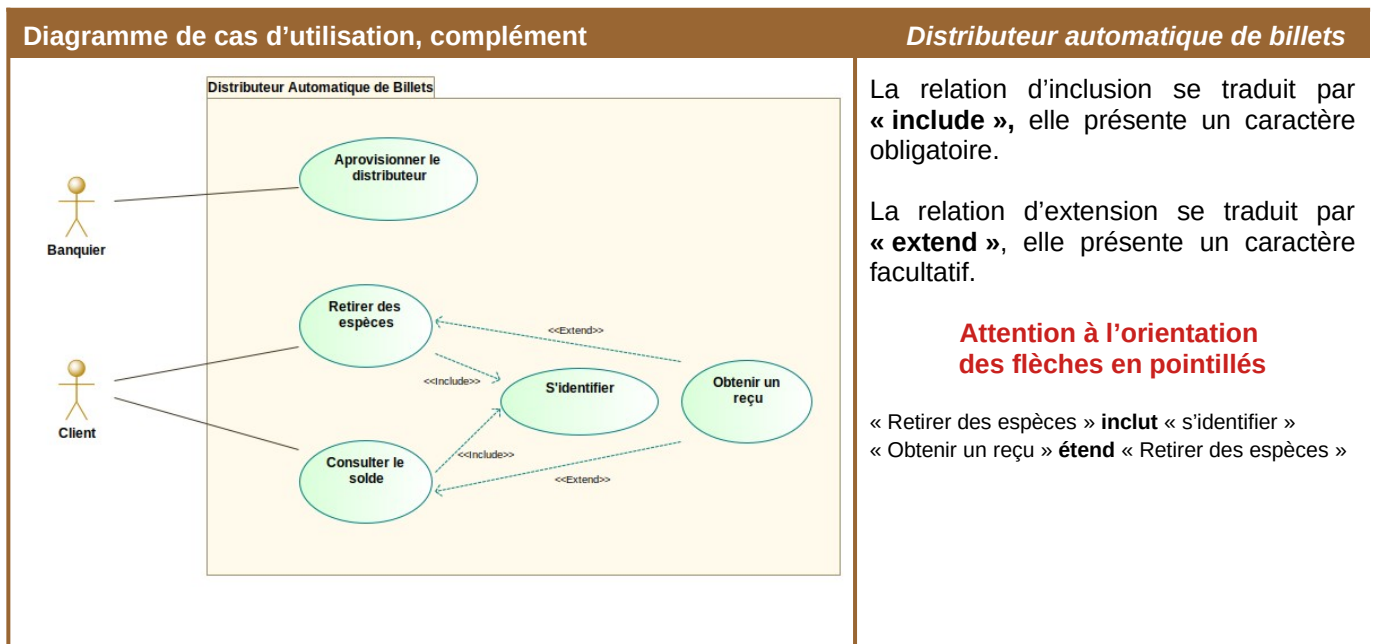 Diagramme de cas d’utilisation, complément
Distributeur automatique de billets
Distributeur Automatique de Billets
Aprovisionner le
distributeur
Banquier
Retirer des
espèces
<<Extend>>
<<Include>>
S'identifier
Obtenir un
reçu
Client
<<Include>>
Consulter le
solde
<<Extend>>
La relation d’inclusion se traduit par
« include », elle présente un caractère
obligatoire.
La relation d’extension se traduit par
« extend », elle présente un caractère
facultatif.
Attention à l’orientation
des flèches en pointillés
« Retirer des espèces » inclut « s’identifier »
« Obtenir un reçu » étend « Retirer des espèces »